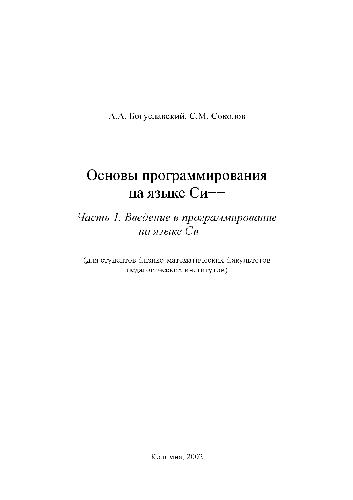 А.А. Богуславский, С.М. Соколов
Основы программирования
на языке Си++
Часть I. Введение в программирование
на языке Си
(для студентов физико-математических факультетов
педагогических институтов)
Коломна, 2002